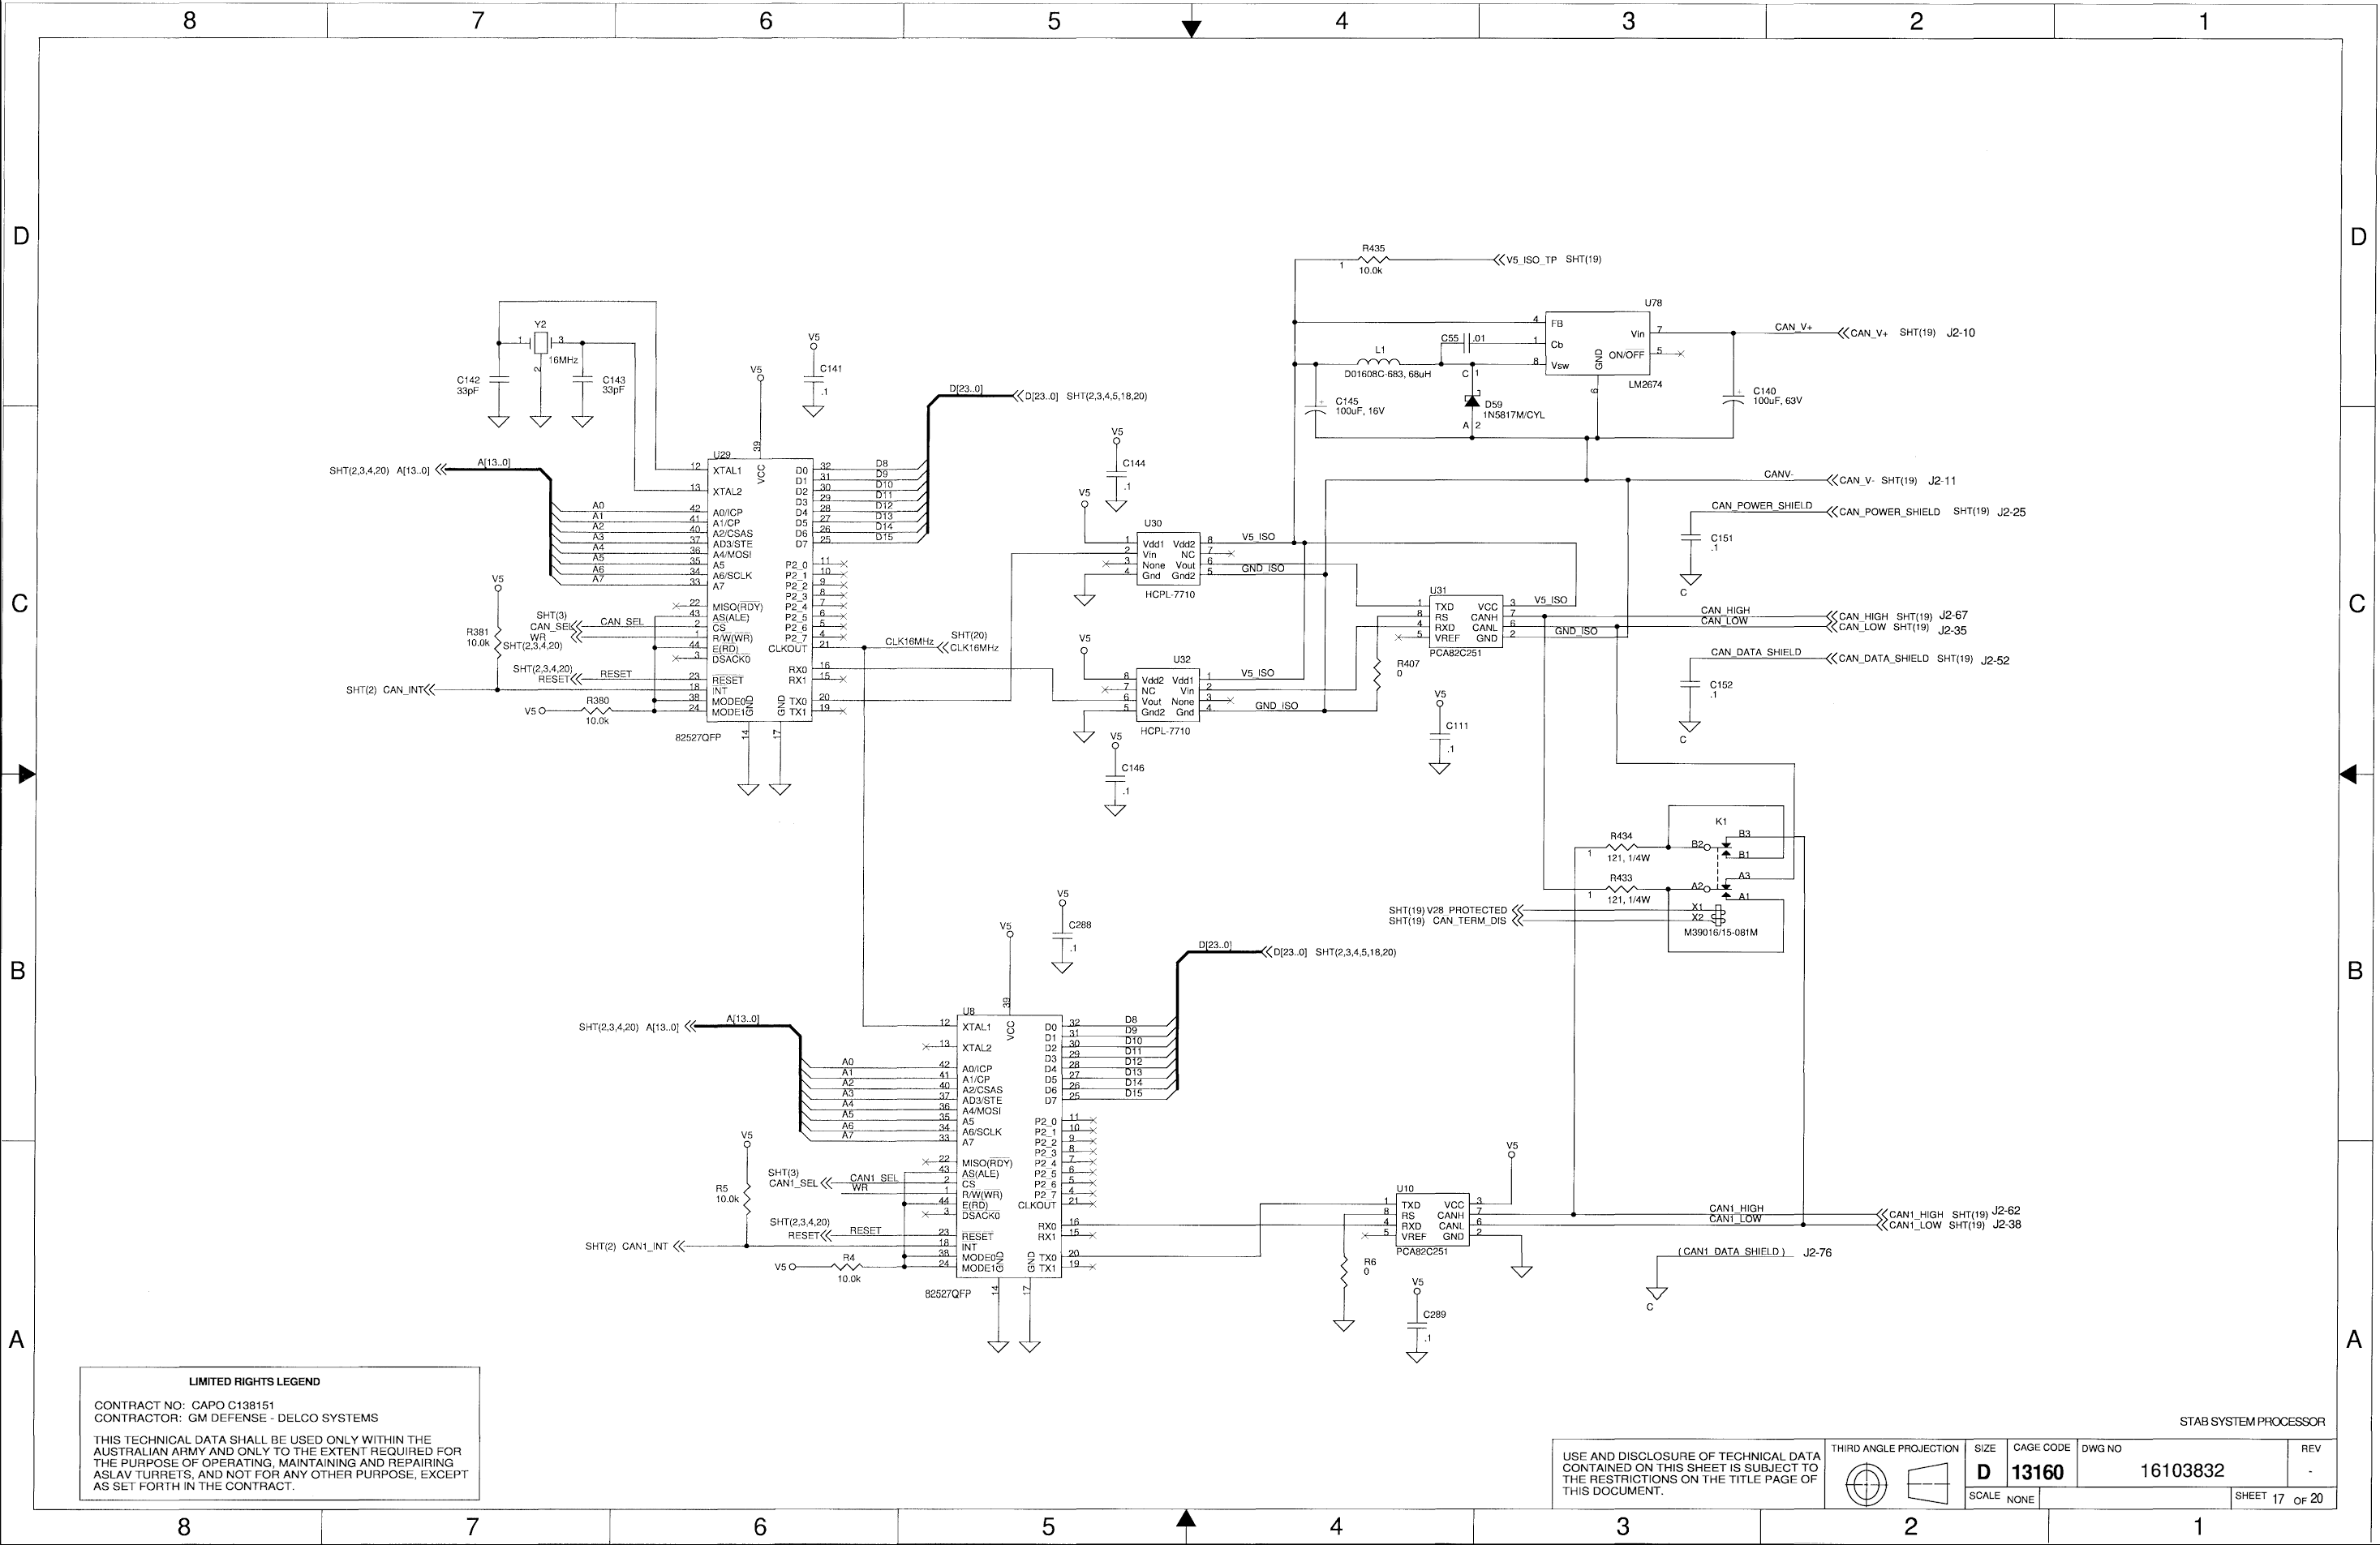 8 7 6 5 4 3 2 1
D
D
R435
1
10.0k
V5_ISO_TP SHT(19)
U78
4 FB
Vin 7
CAN_V+
CAN_V+ SHT(19) J2-10
C55 .01
1 Cb
GND
ON/OFF 5
8 Vsw
6
LM2674
L1
D01608C-683, 68uH
C 1
D59
1N5817M/CYL
A 2
C145
100uF, 16V
C140
100uF, 63V
Y2
1 3
16MHz
2
C142
33pF
C143
33pF
V5
C141
.1
V5
D[23..0]
D[23..0] SHT(2,3,4,5,18,20)
SHT(2,3,4,20) A[13..0]
A[13..0]
U29
39
VCC
12 XTAL1
13 XTAL2
A0 42 A0/ICP
A1 41 A1/CP
A2 40 A2/CSAS
A3 37 AD3/STE
A4 36 A4/MOSI
A5 35 A5
A6 34 A6/SCLK
A7 33 A7
22 MISO(RDY)
43 AS(ALE)
2 CS
1 R/W(WR)
44 E(RD)
3 DSACK0
23 RESET
18 INT
38 MODE0
24 MODE1
GND 14
GND 17
D0 32 D8
D1 31 D9
D2 30 D10
D3 29 D11
D4 28 D12
D5 27 D13
D6 26 D14
D7 25 D15
P2_0 11
P2_1 10
P2_2 9
P2_3 8
P2_4 7
P2_5 6
P2_6 5
P2_7 4
CLKOUT 21
RX0 16
RX1 15
TX0 20
TX1 19
82527QFP
V5
R381
10.0k
SHT(3)
CAN_SEL
CAN_SEL
WR
SHT(2,3,4,20)
SHT(2,3,4,20)
RESET
RESET
SHT(2) CAN_INT
V5
R380
10.0k
CLK16MHz
SHT(20)
CLK16MHz
V5
C144
.1
V5
U30
1 Vdd1 Vdd2 8
2 Vin NC 7
3 None Vout 6
4 Gnd Gnd2 5
HCPL-7710
V5_ISO
GND_ISO
V5
U32
8 Vdd2 Vdd1 1
7 NC Vin 2
6 Vout None 3
5 Gnd2 Gnd 4
HCPL-7710
V5_ISO
GND_ISO
V5
C146
.1
U31
1 TXD VCC 3
8 RS CANH 7
4 RXD CANL 6
5 VREF GND 2
PCA82C251
V5_ISO
GND_ISO
R407
0
V5
C111
.1
CANV-
CAN_V- SHT(19) J2-11
CAN_POWER_SHIELD
CAN_POWER_SHIELD SHT(19) J2-25
C151
.1
C
CAN_HIGH
CAN_HIGH SHT(19) J2-67
CAN_LOW
CAN_LOW SHT(19) J2-35
CAN_DATA_SHIELD
CAN_DATA_SHIELD SHT(19) J2-52
C152
.1
C
C
C
R434
1
121, 1/4W
R433
1
121, 1/4W
K1
B2 B3
B1
A2 A3
A1
X1
X2
M39016/15-081M
SHT(19) V28_PROTECTED
SHT(19) CAN_TERM_DIS
B
B
V5
C288
.1
V5
D[23..0]
D[23..0] SHT(2,3,4,5,18,20)
SHT(2,3,4,20) A[13..0]
A[13..0]
U8
39
VCC
12 XTAL1
13 XTAL2
A0 42 A0/ICP
A1 41 A1/CP
A2 40 A2/CSAS
A3 37 AD3/STE
A4 36 A4/MOSI
A5 35 A5
A6 34 A6/SCLK
A7 33 A7
22 MISO(RDY)
43 AS(ALE)
2 CS
1 R/W(WR)
44 E(RD)
3 DSACK0
23 RESET
18 INT
38 MODE0
24 MODE1
GND 14
GND 17
D0 32 D8
D1 31 D9
D2 30 D10
D3 29 D11
D4 28 D12
D5 27 D13
D6 26 D14
D7 25 D15
P2_0 11
P2_1 10
P2_2 9
P2_3 8
P2_4 7
P2_5 6
P2_6 5
P2_7 4
CLKOUT 21
RX0 16
RX1 15
TX0 20
TX1 19
82527QFP
V5
R5
10.0k
SHT(3)
CAN1_SEL
CAN1_SEL
WR
SHT(2,3,4,20)
RESET
RESET
SHT(2) CAN1_INT
V5
R4
10.0k
V5
U10
1 TXD VCC 3
8 RS CANH 7
4 RXD CANL 6
5 VREF GND 2
PCA82C251
R6
0
V5
C289
.1
CAN1_HIGH
CAN1_HIGH SHT(19) J2-62
CAN1_LOW
CAN1_LOW SHT(19) J2-38
(CAN1_DATA_SHIELD) J2-76
C
A
A
LIMITED RIGHTS LEGEND
CONTRACT NO: CAPO C138151
CONTRACTOR: GM DEFENSE - DELCO SYSTEMS
THIS TECHNICAL DATA SHALL BE USED ONLY WITHIN THE
AUSTRALIAN ARMY AND ONLY TO THE EXTENT REQUIRED FOR
THE PURPOSE OF OPERATING, MAINTAINING AND REPAIRING
ASLAV TURRETS, AND NOT FOR ANY OTHER PURPOSE, EXCEPT
AS SET FORTH IN THE CONTRACT.
STAB SYSTEM PROCESSOR
USE AND DISCLOSURE OF TECHNICAL DATA
CONTAINED ON THIS SHEET IS SUBJECT TO
THE RESTRICTIONS ON THE TITLE PAGE OF
THIS DOCUMENT.
THIRD ANGLE PROJECTION
SIZE
D
CAGE CODE
13160
DWG NO
16103832
REV
-
SCALE NONE
SHEET 17 OF 20
8 7 6 5 4 3 2 1